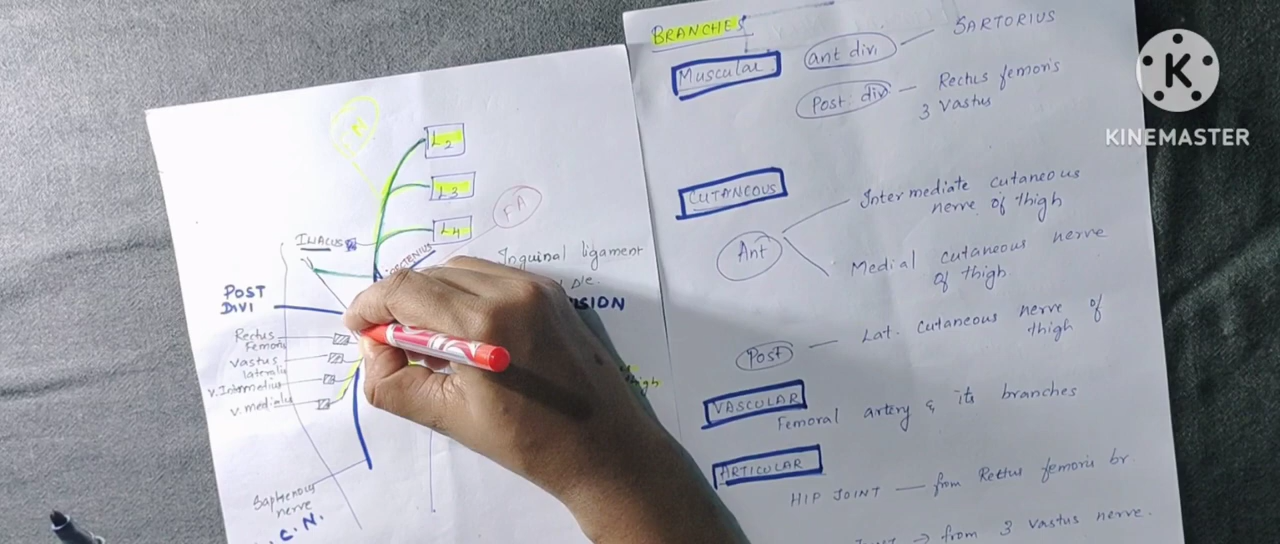 BRANCHES
Muscular
ant divi
SARTORIUS
Post: div
Rectus femoris
3 Vastus
CUTANEOUS
Ant
Intermediate cutaneous
nerve of thigh
Medial cutaneous nerve
of thigh.
Post
Lat. cutaneous nerve of
thigh
VASCULAR
Femoral artery & its branches
ARTICULAR
HIP JOINT — from Rectus femoris br.
→ from 3 Vastus nerve.
L2
L3
L4
FA
ILIACUS
Inguinal ligament
POST
DIVI
Rectus
Femoris
Vastus
lateralis
V. Intermedius
V. medialis
thigh
Saphenous
nerve
C. N.
K
KINEMASTER